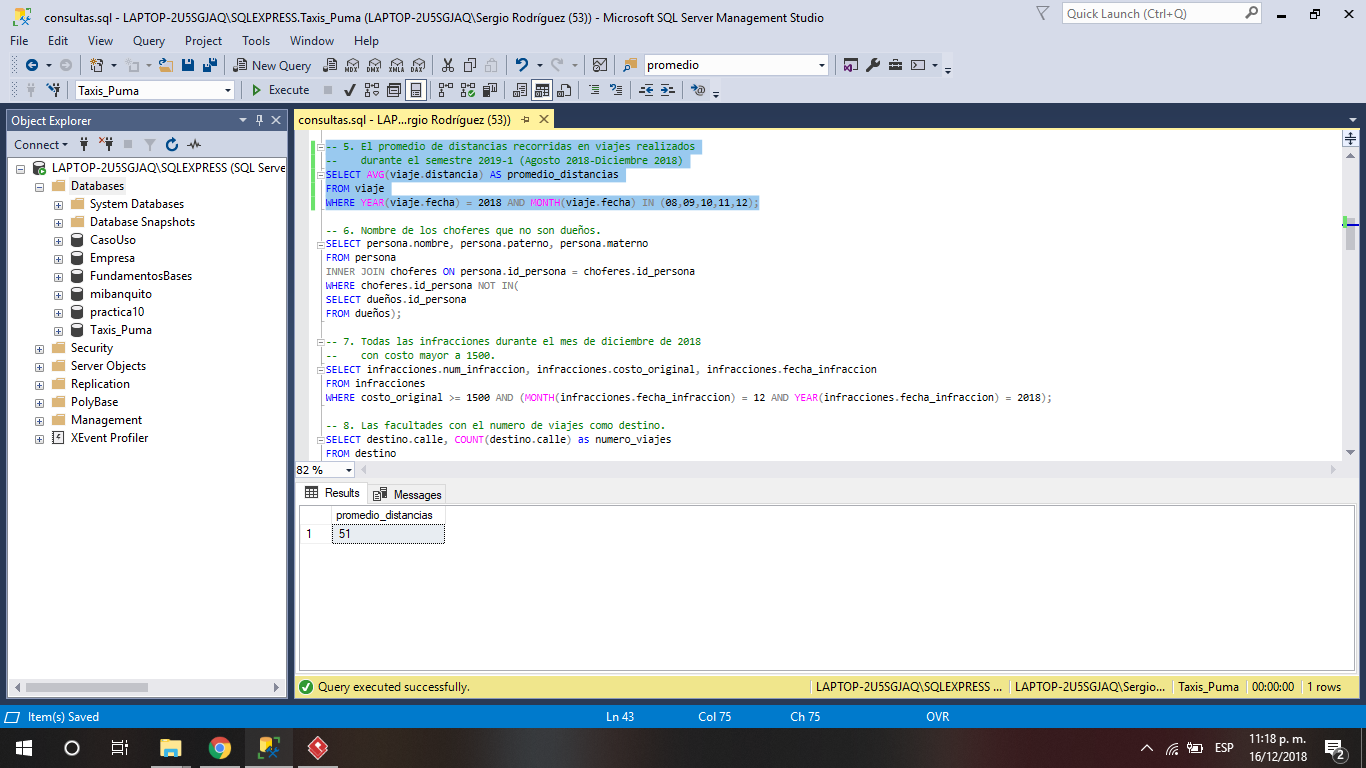 consultas.sql - LAPTOP-2U5SGJAQ\SQLEXPRESS.Taxis_Puma (LAPTOP-2U5SGJAQ\Sergio Rodríguez (53)) - Microsoft SQL Server Management Studio
Quick Launch (Ctrl+Q)
File Edit View Query Project Tools Window Help
New Query MDX DMX XMLA DAX promedio
Taxis_Puma Execute
Object Explorer
Connect
LAPTOP-2U5SGJAQ\SQLEXPRESS (SQL Serve
Databases
System Databases
Database Snapshots
CasoUso
Empresa
FundamentosBases
mibanquito
practica10
Taxis_Puma
Security
Server Objects
Replication
PolyBase
Management
XEvent Profiler
consultas.sql - LAP...rgio Rodríguez (53))
-- 5. El promedio de distancias recorridas en viajes realizados
-- durante el semestre 2019-1 (Agosto 2018-Diciembre 2018)
SELECT AVG(viaje.distancia) AS promedio_distancias
FROM viaje
WHERE YEAR(viaje.fecha) = 2018 AND MONTH(viaje.fecha) IN (08,09,10,11,12);
-- 6. Nombre de los choferes que no son dueños.
SELECT persona.nombre, persona.paterno, persona.materno
FROM persona
INNER JOIN choferes ON persona.id_persona = choferes.id_persona
WHERE choferes.id_persona NOT IN(
SELECT dueños.id_persona
FROM dueños);
-- 7. Todas las infracciones durante el mes de diciembre de 2018
-- con costo mayor a 1500.
SELECT infracciones.num_infraccion, infracciones.costo_original, infracciones.fecha_infraccion
FROM infracciones
WHERE costo_original >= 1500 AND (MONTH(infracciones.fecha_infraccion) = 12 AND YEAR(infracciones.fecha_infraccion) = 2018);
-- 8. Las facultades con el numero de viajes como destino.
SELECT destino.calle, COUNT(destino.calle) as numero_viajes
FROM destino
82 %
Results Messages
promedio_distancias
1 51
Query executed successfully. LAPTOP-2U5SGJAQ\SQLEXPRESS ... LAPTOP-2U5SGJAQ\Sergio... Taxis_Puma 00:00:00 1 rows
Item(s) Saved Ln 43 Col 75 Ch 75 OVR
ESP
11:18 p. m.
16/12/2018
2